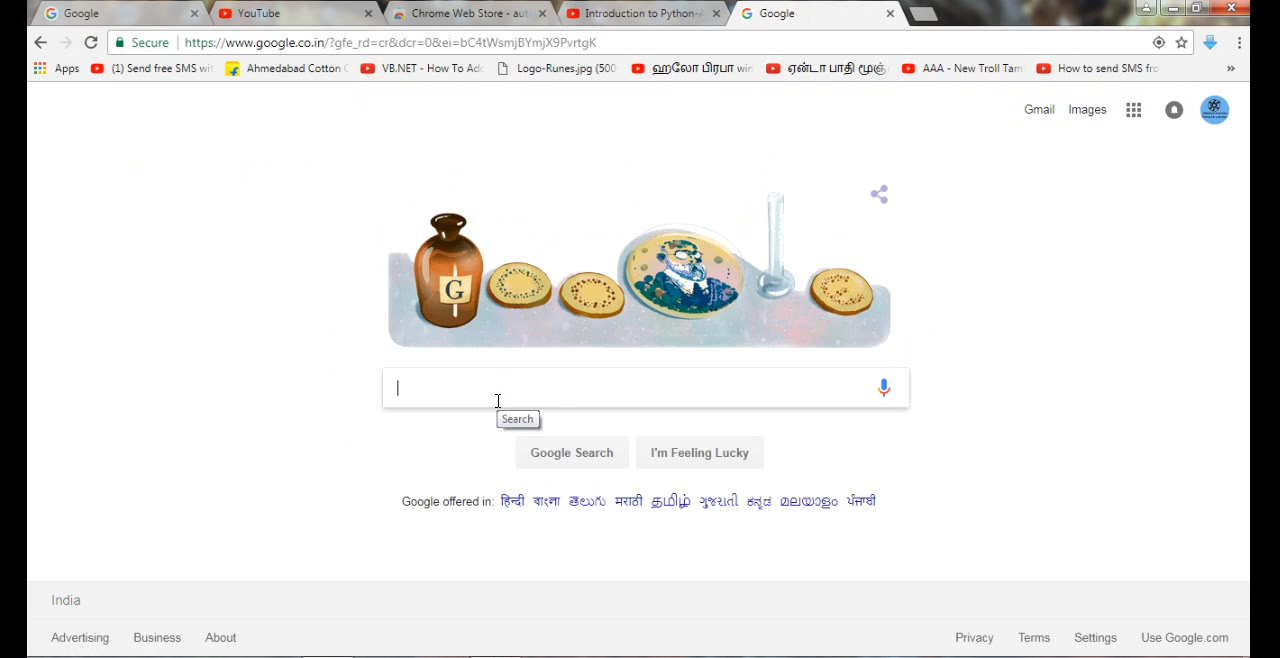 Google YouTube Chrome Web Store - aut Introduction to Python- Google
Secure https://www.google.co.in/?gfe_rd=cr&dcr=0&ei=bC4tWsmjBYmjX9PvrtgK
Apps (1) Send free SMS wit Ahmedabad Cotton C VB.NET - How To Add Logo-Runes.jpg (500 ஹலோ பிரபா win ஏன்டா பாதி மூஞ் AAA - New Troll Tam How to send SMS fro »
Gmail Images
G
Search
Google Search I'm Feeling Lucky
Google offered in: हिन्दी বাংলা తెలుగు मराठी தமிழ் ગુજરાતી ಕನ್ನಡ മലയാളം ਪੰਜਾਬੀ
India
Advertising Business About Privacy Terms Settings Use Google.com